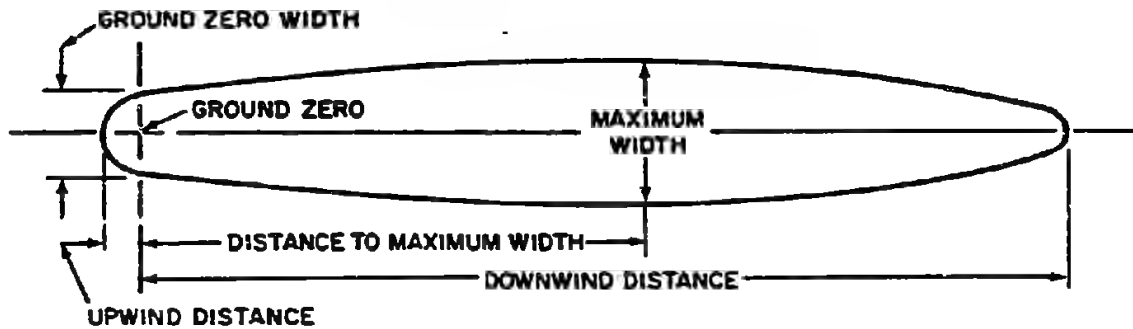 GROUND ZERO WIDTH
GROUND ZERO
MAXIMUM
WIDTH
DISTANCE TO MAXIMUM WIDTH
DOWNWIND DISTANCE
UPWIND DISTANCE